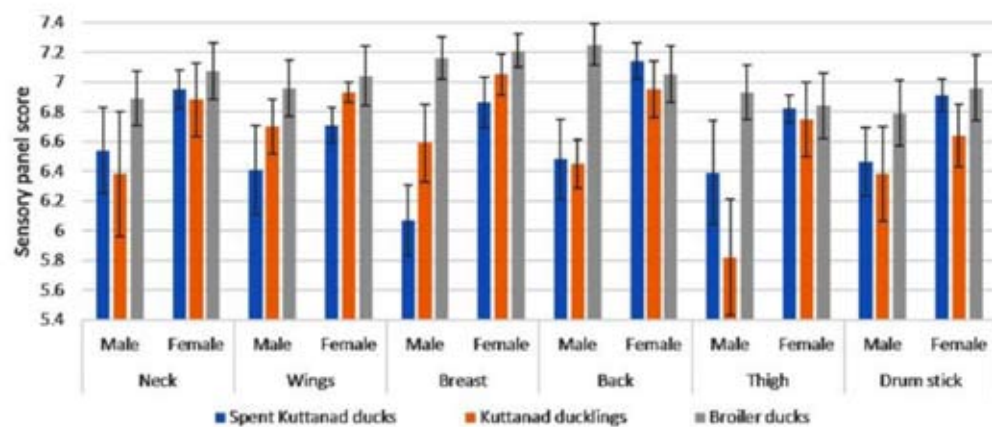 7.4
7.2
7
6.8
6.6
6.4
6.2
6
5.8
5.6
5.4
Sensory panel score
Male Female Male Female Male Female Male Female Male Female Male Female
Neck Wings Breast Back Thigh Drum stick
Spent Kuttanad ducks Kuttanad ducklings Broiler ducks